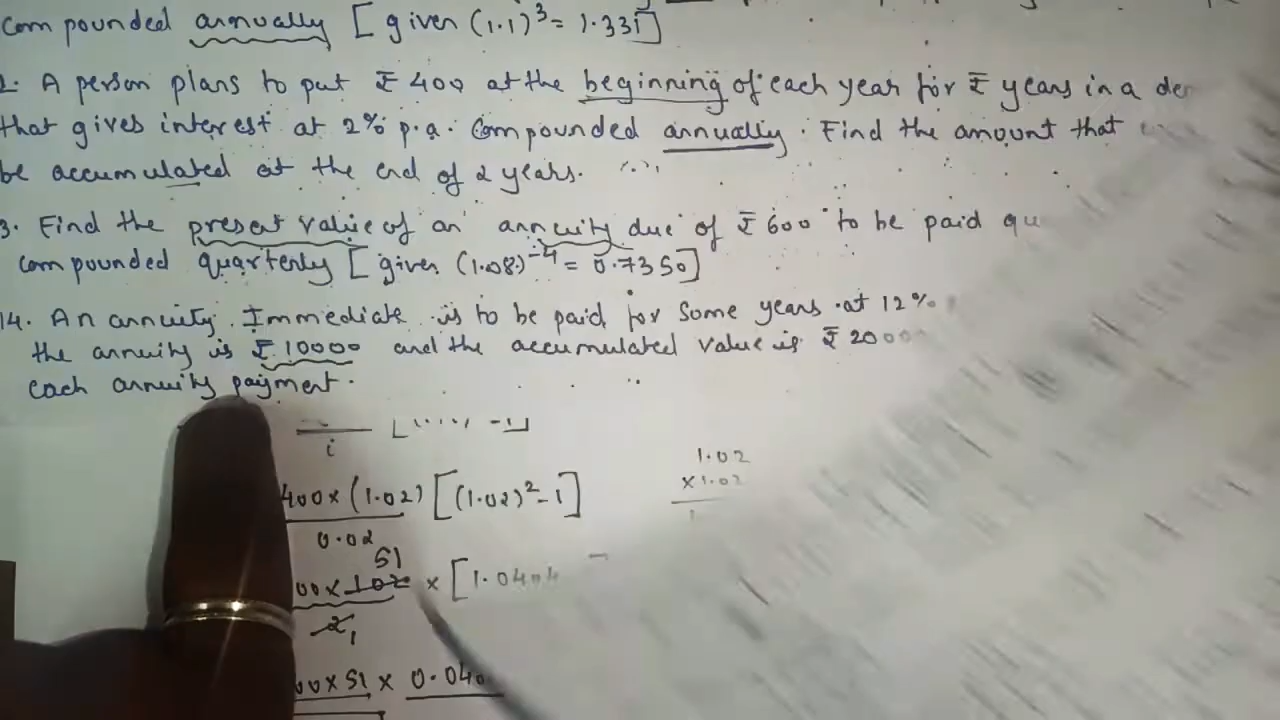 compounded annually [given (1.1)^3 = 1.331]
2. A person plans to put ₹ 400 at the beginning of each year for ₹ years in a
that gives interest at 2% p.a. compounded annually. Find the amount that
be accumulated at the end of 2 years.
3. Find the present value of an annuity due of ₹ 600 to be paid qu
compounded quarterly [given (1.08)^-4 = 0.7350]
14. An annuity Immediate is to be paid for some years at 12%
the annuity is ₹ 10000 and the accumulated value is ₹ 2000
each annuity payment.
i
400 × (1.02) [(1.02)^2 - 1]
0.02
1.02
× 1.02
51
00 × 102 × [1.0404
2 1
00 × 51 × 0.040